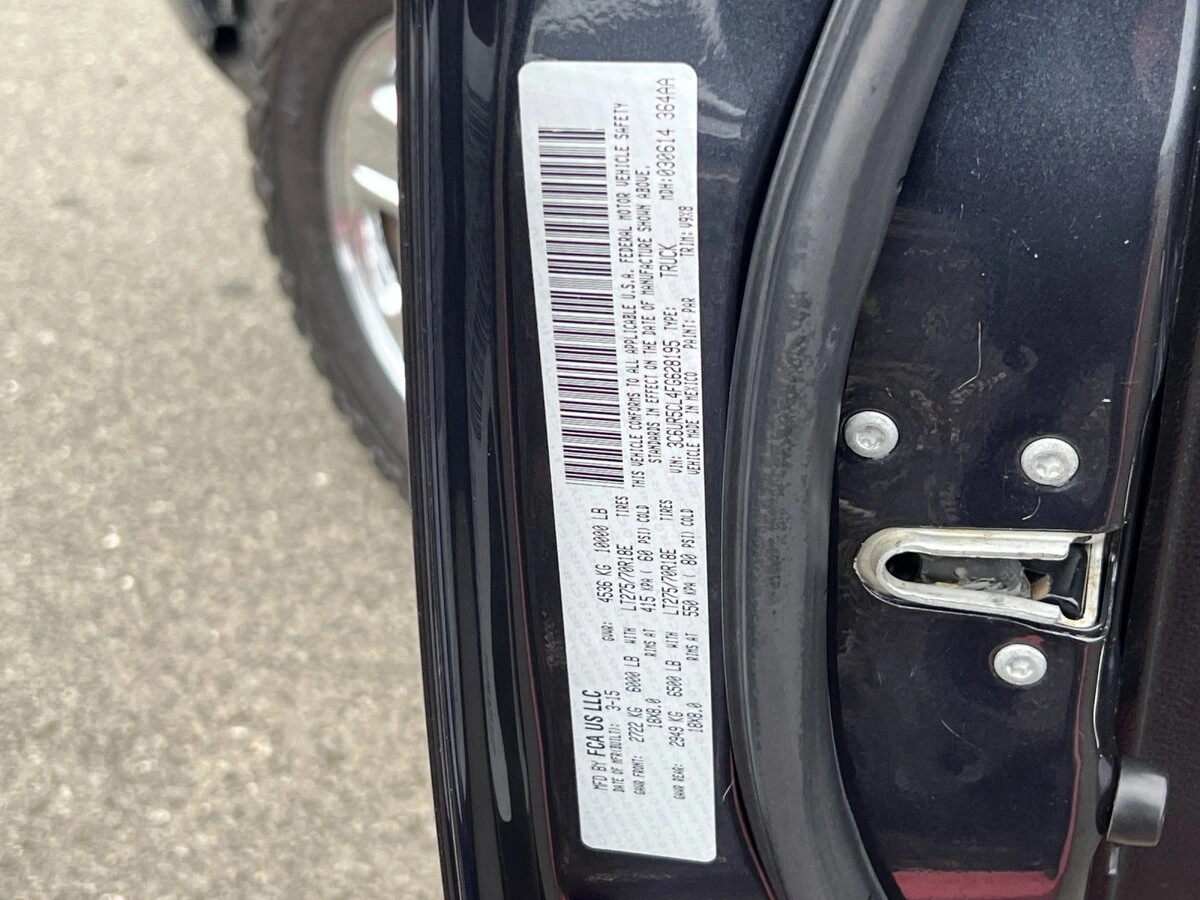 MFD BY FCA US LLC
DATE OF MFR(BUILT): 3-15 GVWR: 4536 KG 10000 LB
GAWR FRONT: 2722 KG 6000 LB WITH LT275/70R18E TIRES
18X8.0 RIMS AT 415 KPA ( 60 PSI) COLD
GAWR REAR: 2949 KG 6500 LB WITH LT275/70R18E TIRES
18X8.0 RIMS AT 550 KPA ( 80 PSI) COLD
THIS VEHICLE CONFORMS TO ALL APPLICABLE U.S.A. FEDERAL MOTOR VEHICLE SAFETY
STANDARDS IN EFFECT ON THE DATE OF MANUFACTURE SHOWN ABOVE.
VIN: 3C6UR5CL4FG628195 TYPE: TRUCK MDH:030614 364AA
VEHICLE MADE IN MEXICO PAINT: PAR TRIM: V9X8